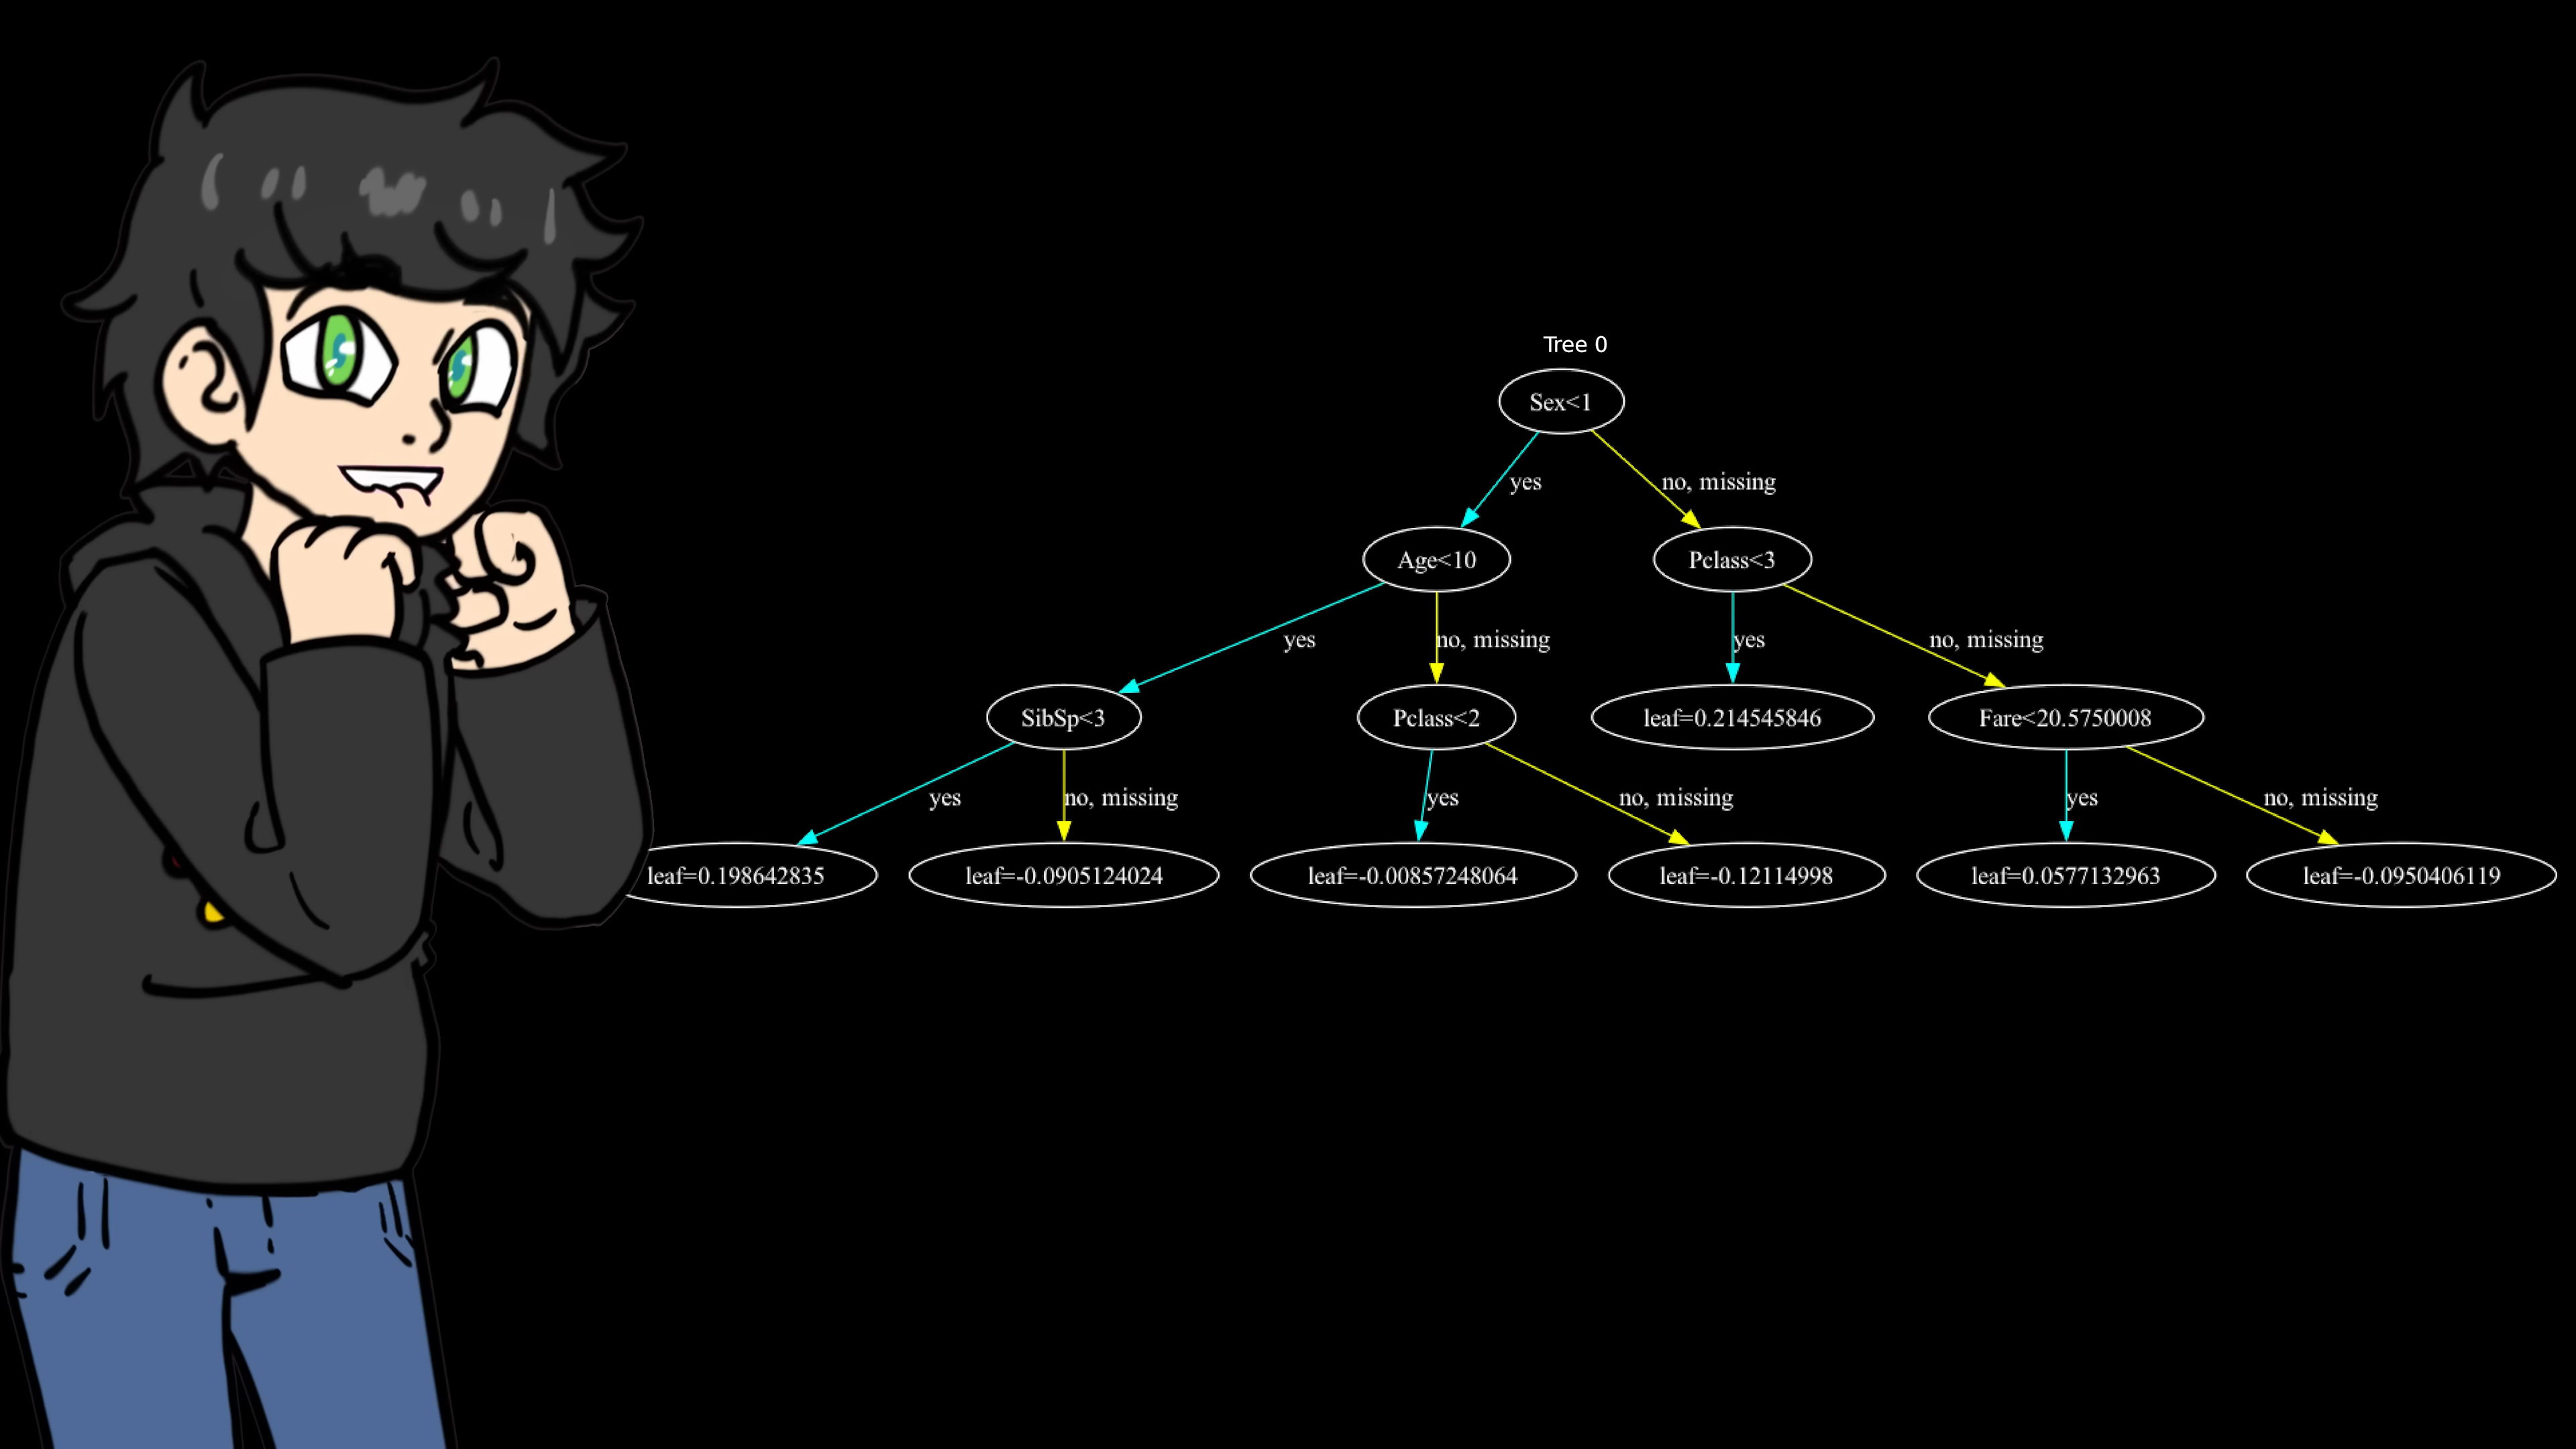 Tree 0
Sex<1
yes
no, missing
Age<10
Pclass<3
yes
no, missing
yes
no, missing
SibSp<3
Pclass<2
leaf=0.214545846
Fare<20.5750008
yes
no, missing
yes
no, missing
yes
no, missing
leaf=0.198642835
leaf=-0.0905124024
leaf=-0.00857248064
leaf=-0.12114998
leaf=0.0577132963
leaf=-0.0950406119